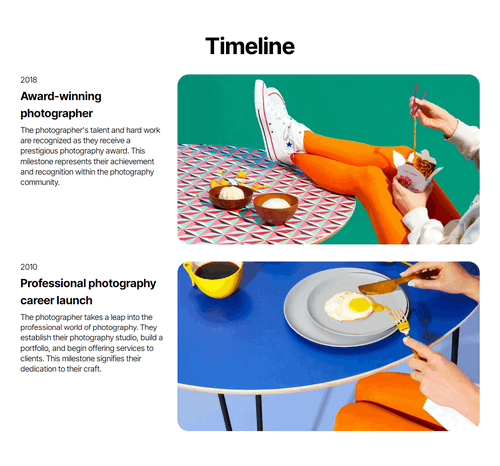 Timeline
2018
Award-winning
photographer
The photographer's talent and hard work
are recognized as they receive a
prestigious photography award. This
milestone represents their achievement
and recognition within the photography
community.
2010
Professional photography
career launch
The photographer takes a leap into the
professional world of photography. They
establish their photography studio, build a
portfolio, and begin offering services to
clients. This milestone signifies their
dedication to their craft.